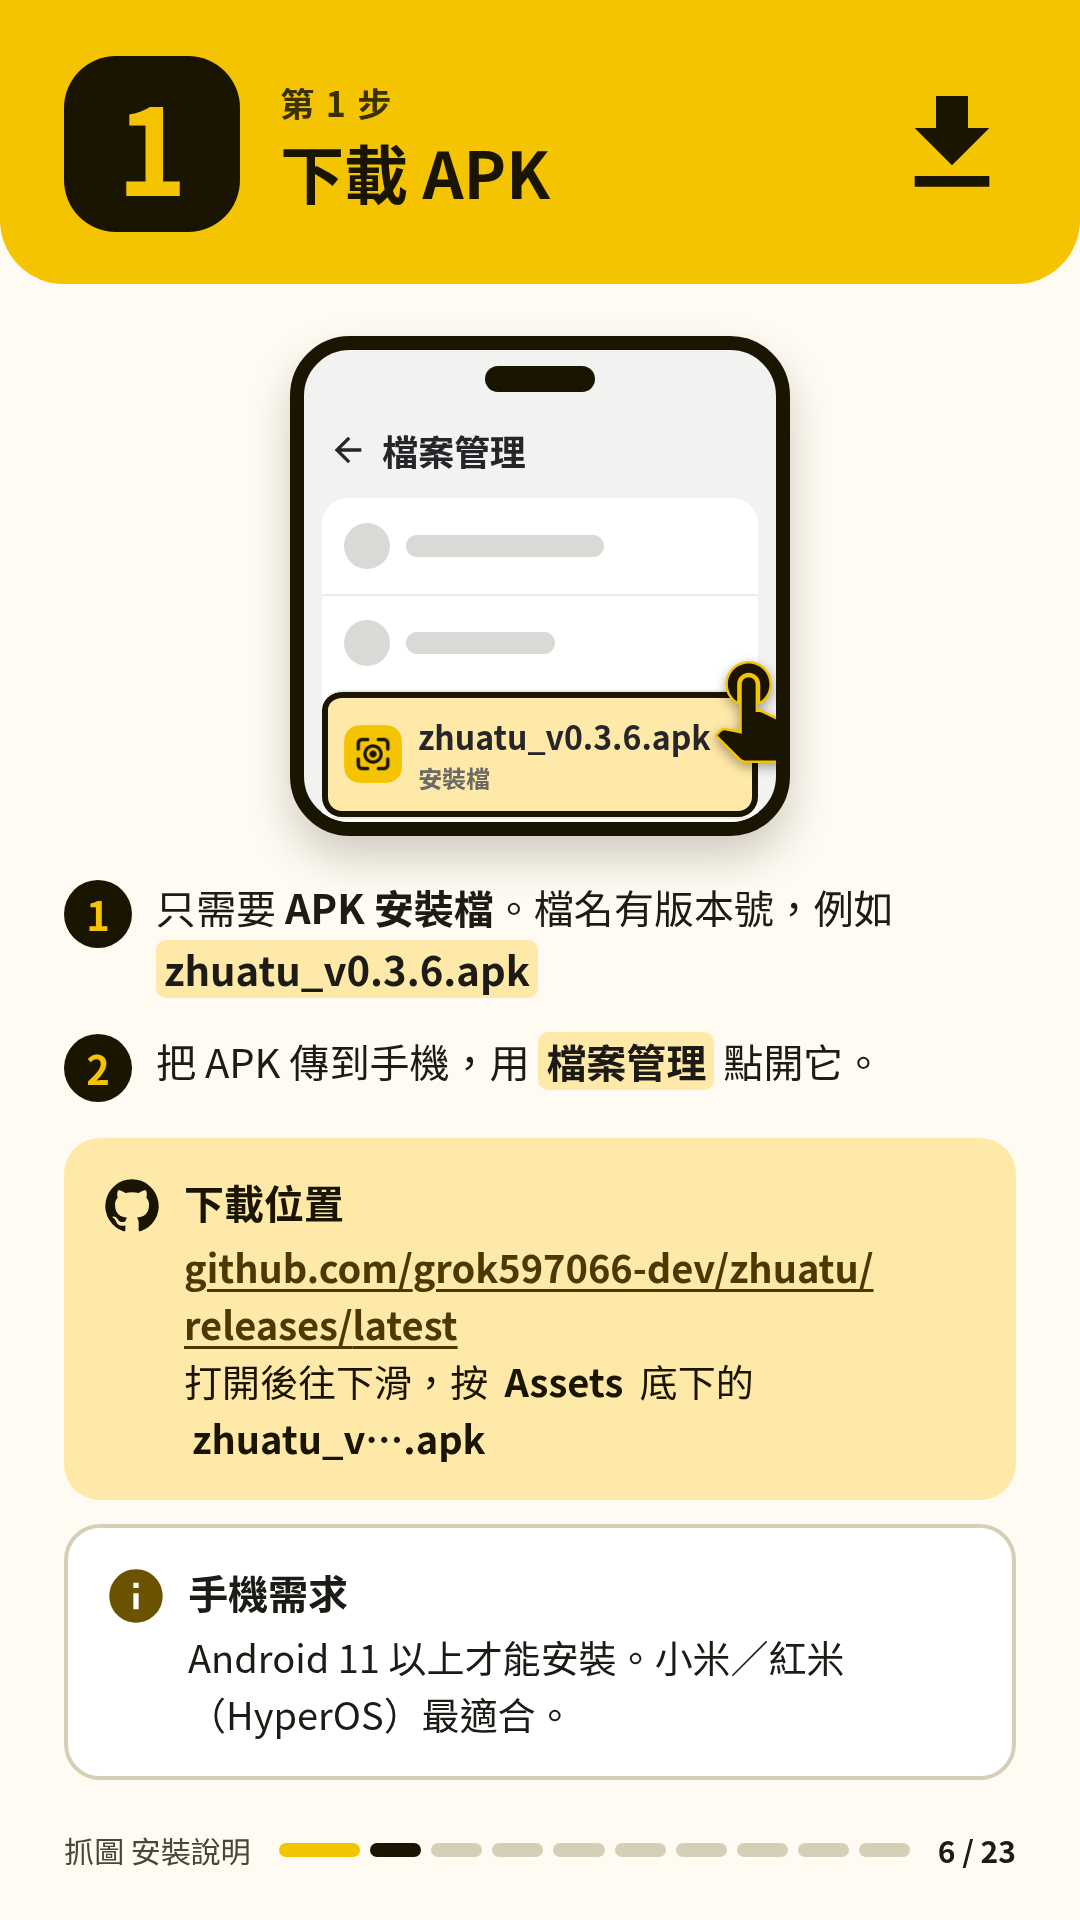 1
第 1 步
下載 APK
檔案管理
zhuatu_v0.3.6.apk
安裝檔
1
只需要 APK 安裝檔。檔名有版本號，例如
zhuatu_v0.3.6.apk
2
把 APK 傳到手機，用 檔案管理 點開它。
下載位置
github.com/grok597066-dev/zhuatu/
releases/latest
打開後往下滑，按 Assets 底下的
zhuatu_v⋯.apk
手機需求
Android 11 以上才能安裝。小米／紅米
（HyperOS）最適合。
抓圖 安裝說明
6 / 23